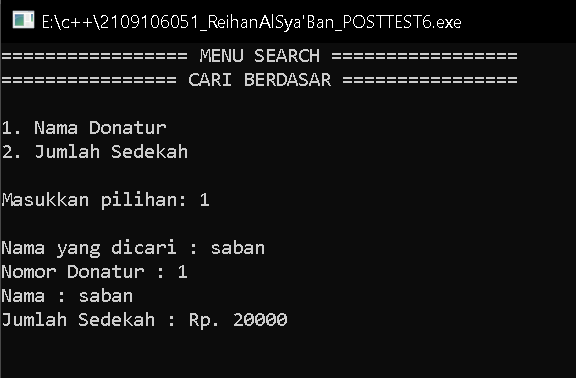 E:\c++\2109106051_ReihanAlSya'Ban_POSTTEST6.exe
================= MENU SEARCH =================
================ CARI BERDASAR ================
1. Nama Donatur
2. Jumlah Sedekah
Masukkan pilihan: 1
Nama yang dicari : saban
Nomor Donatur : 1
Nama : saban
Jumlah Sedekah : Rp. 20000